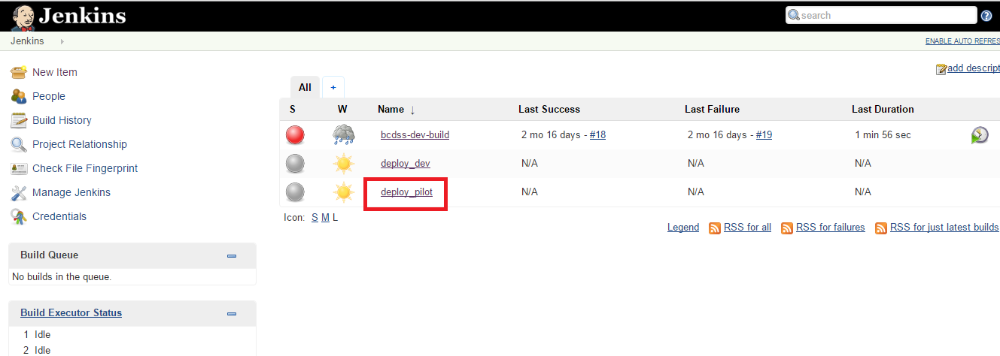 Jenkins
search
Jenkins
ENABLE AUTO REFRES
New Item
People
Build History
Project Relationship
Check File Fingerprint
Manage Jenkins
Credentials
add descript
All +
S W Name ↓ Last Success Last Failure Last Duration
bcdss-dev-build 2 mo 16 days - #18 2 mo 16 days - #19 1 min 56 sec
deploy_dev N/A N/A N/A
deploy_pilot N/A N/A N/A
Icon: S M L
Legend RSS for all RSS for failures RSS for just latest builds
Build Queue
No builds in the queue.
Build Executor Status
1 Idle
2 Idle